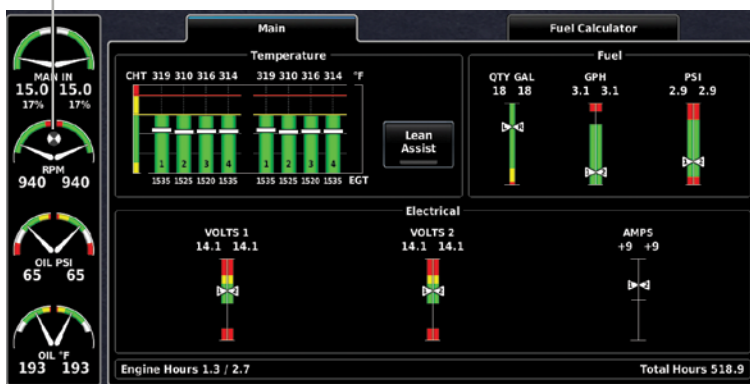 Main
Fuel Calculator
MAN IN
15.0 15.0
17% 17%
RPM
940 940
OIL PSI
65 65
OIL °F
193 193
Temperature
CHT 319 310 316 314 319 310 316 314 °F
1 2 3 4 1 2 3 4
1535 1525 1520 1535 1535 1525 1520 1535 EGT
Lean
Assist
Fuel
QTY GAL GPH PSI
18 18 3.1 3.1 2.9 2.9
Electrical
VOLTS 1 VOLTS 2 AMPS
14.1 14.1 14.1 14.1 +9 +9
Engine Hours 1.3 / 2.7 Total Hours 518.9